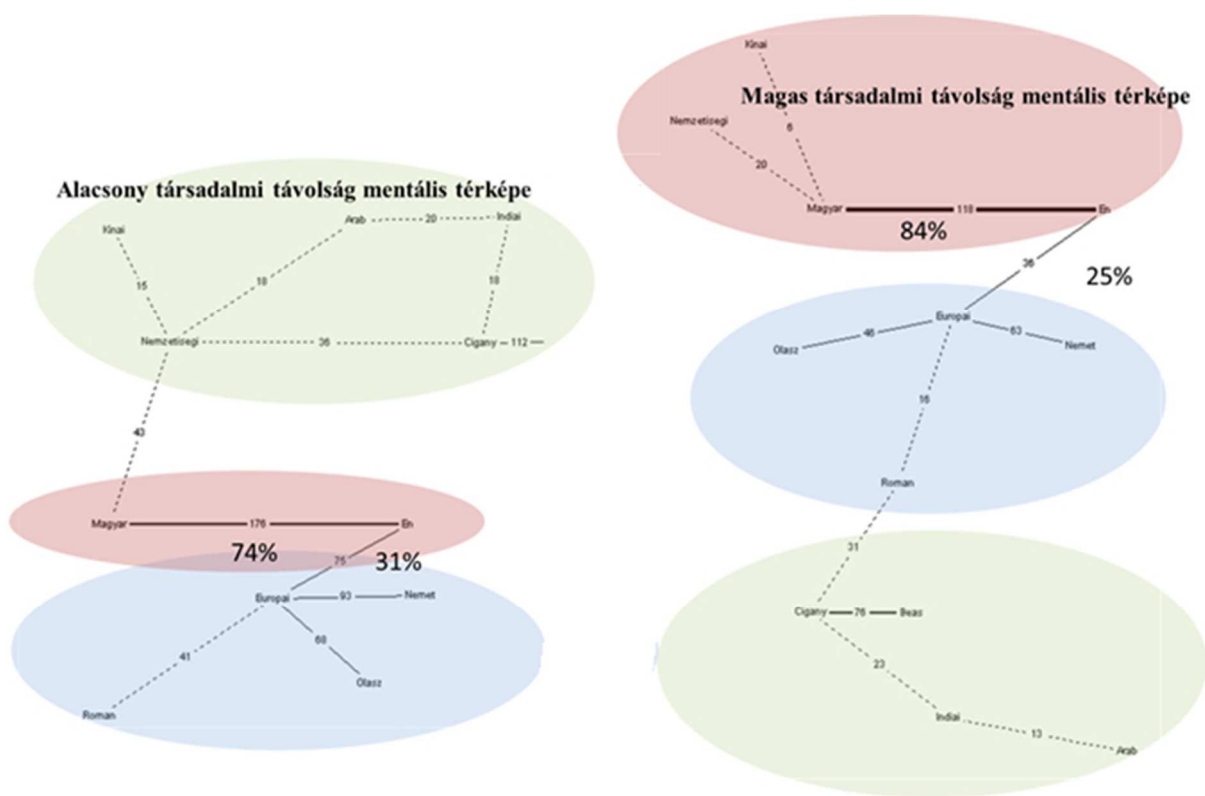 Alacsony társadalmi távolság mentális térképe
Kinai
Arab
20
Indiai
15
18
18
Nemzetisegi
36
Cigany
112
43
Magyar
176
En
74%
75
31%
Europai
93
Nemet
68
41
Olasz
Roman
Kinai
Magas társadalmi távolság mentális térképe
Nemzetisegi
6
20
Magyar
118
En
84%
36
25%
Europai
46
63
Olasz
Nemet
16
Roman
31
Cigany
76
Beas
23
Indiai
13
Arab